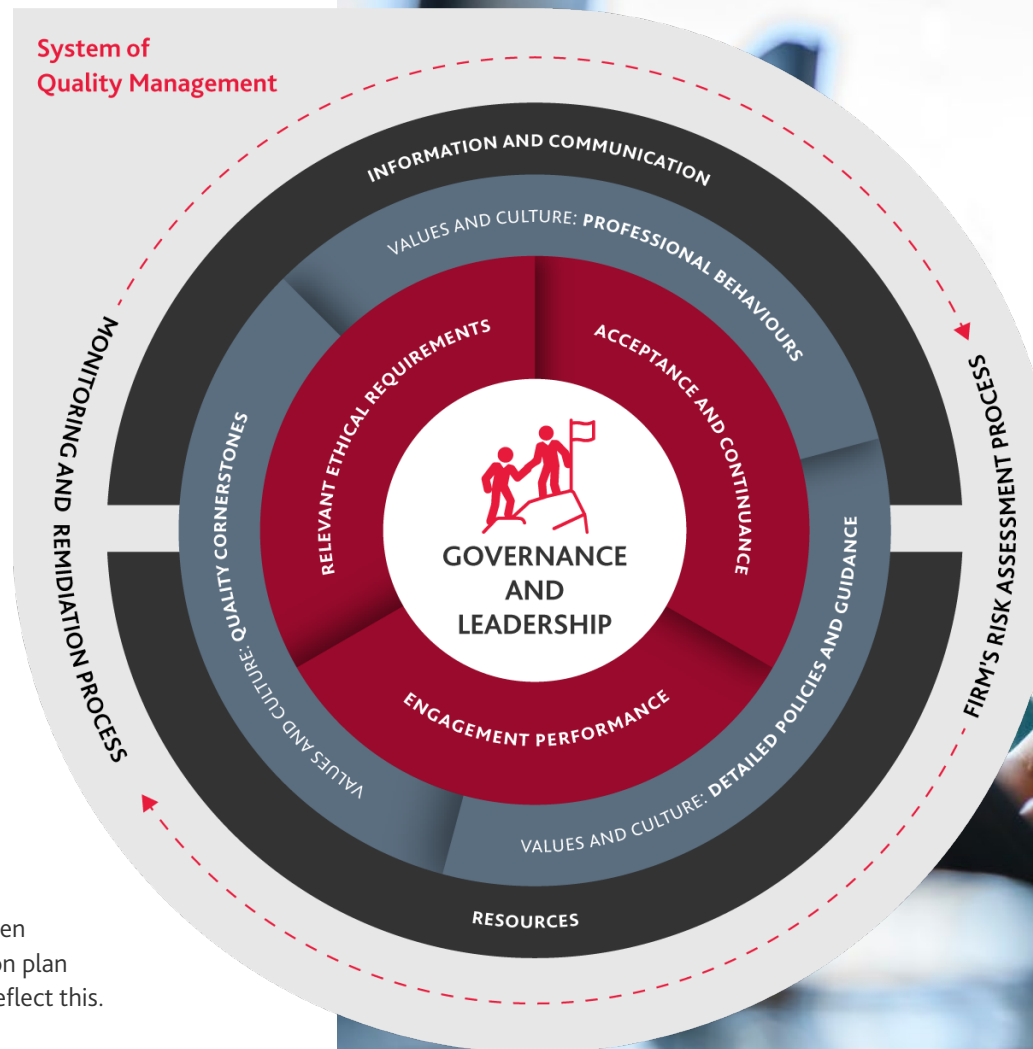 System of
Quality Management
INFORMATION AND COMMUNICATION
VALUES AND CULTURE: PROFESSIONAL BEHAVIOURS
RELEVANT ETHICAL REQUIREMENTS
ACCEPTANCE AND CONTINUANCE
MONITORING AND REMIDIATION PROCESS
FIRM'S RISK ASSESSMENT PROCESS
VALUES AND CULTURE: QUALITY CORNERSTONES
GOVERNANCE
AND
LEADERSHIP
ENGAGEMENT PERFORMANCE
VALUES AND CULTURE: DETAILED POLICIES AND GUIDANCE
RESOURCES
on plan
eflect this.